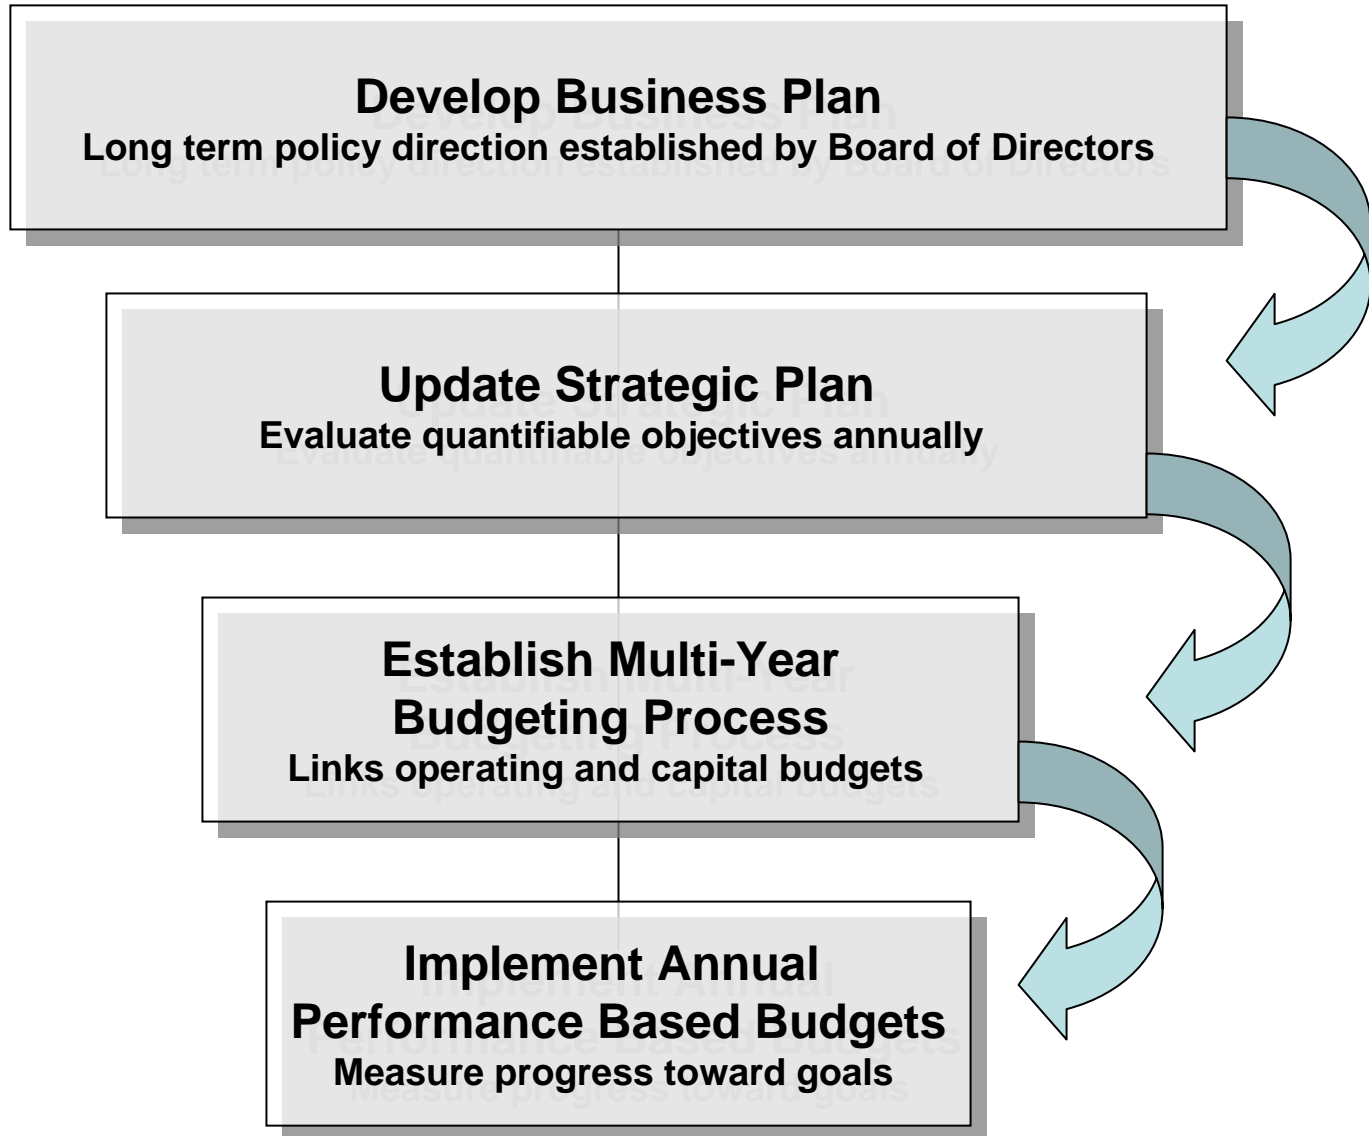 Develop Business Plan
Long term policy direction established by Board of Directors
Update Strategic Plan
Evaluate quantifiable objectives annually
Establish Multi-Year
Budgeting Process
Links operating and capital budgets
Implement Annual
Performance Based Budgets
Measure progress toward goals